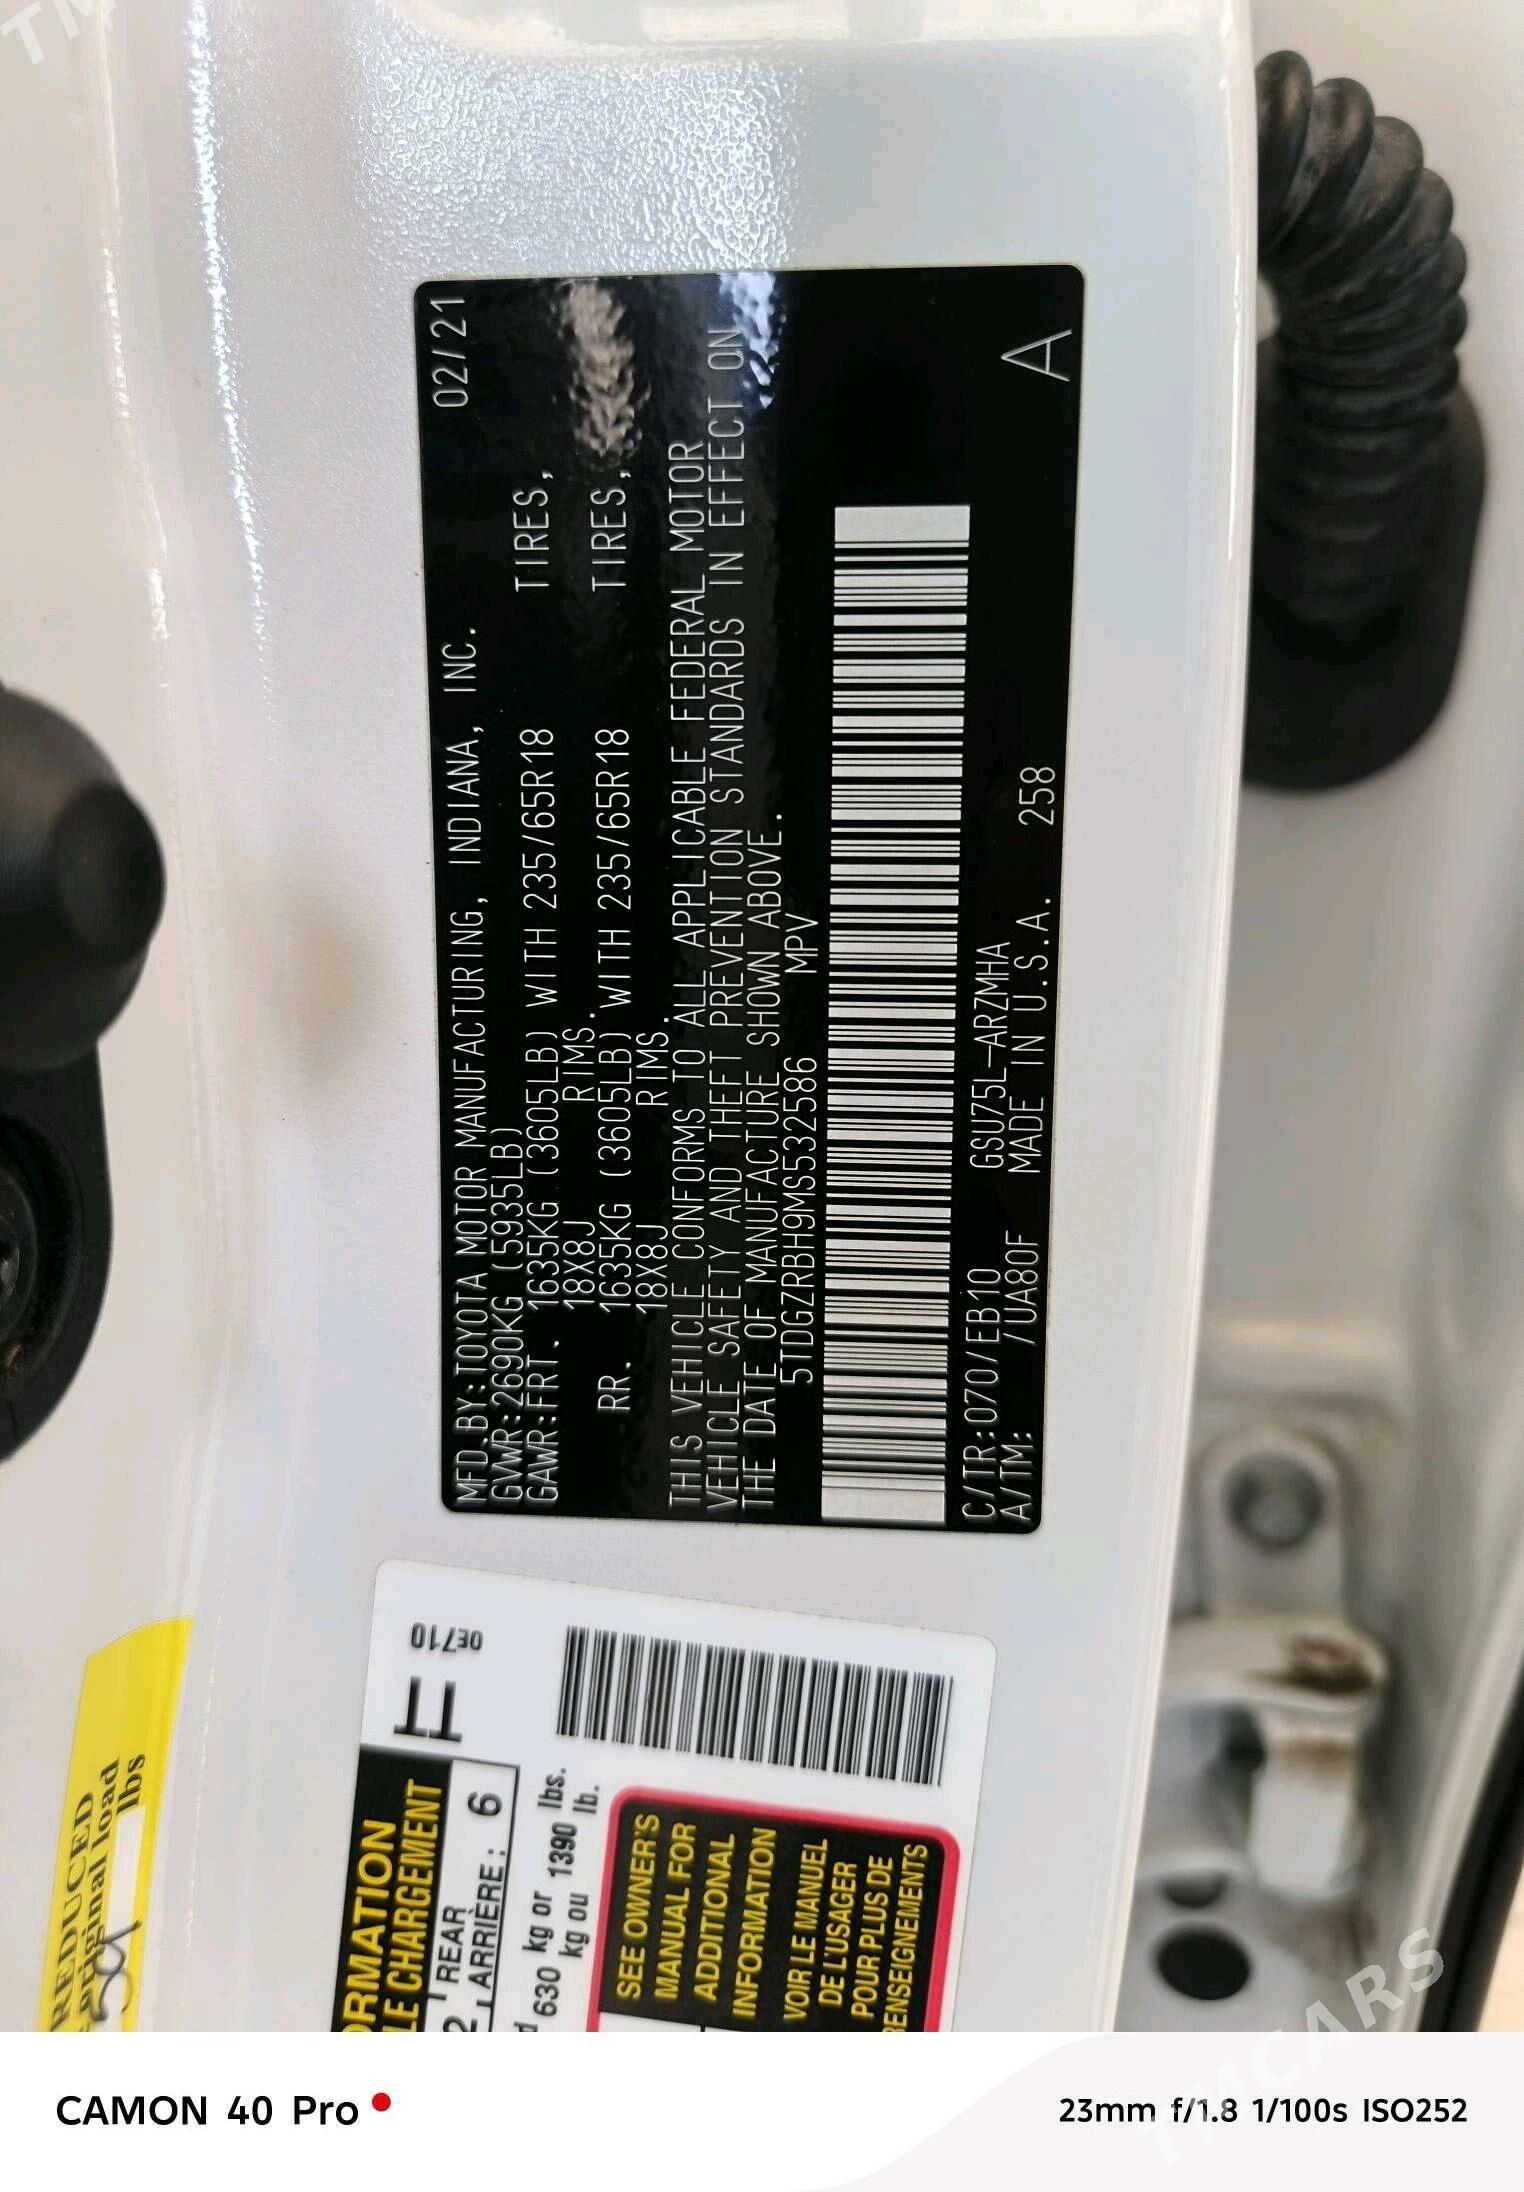 MFD.BY:TOYOTA MOTOR MANUFACTURING, INDIANA, INC. 02/21
GVWR:2690KG (5935LB)
GAWR:FRT. 1635KG (3605LB) WITH 235/65R18 TIRES,
18X8J RIMS.
RR. 1635KG (3605LB) WITH 235/65R18 TIRES,
18X8J RIMS.
THIS VEHICLE CONFORMS TO ALL APPLICABLE FEDERAL MOTOR
VEHICLE SAFETY AND THEFT PREVENTION STANDARDS IN EFFECT ON
THE DATE OF MANUFACTURE SHOWN ABOVE.
5TDGZRBH9MS532586 MPV
C/TR:070/EB10 GSU75L-ARZMHA
A/TM: /UA80F MADE IN U.S.A. 258
A
0E710
ORMATION
LE CHARGEMENT
2 REAR
ARRIÈRE: 6
630 kg or 1390 lbs.
kg ou lb.
SEE OWNER'S
MANUAL FOR
ADDITIONAL
INFORMATION
VOIR LE MANUEL
DE L'USAGER
POUR PLUS DE
RENSEIGNEMENTS
REDUCED
original load
lbs
CAMON 40 Pro
23mm f/1.8 1/100s ISO252
TMCARS